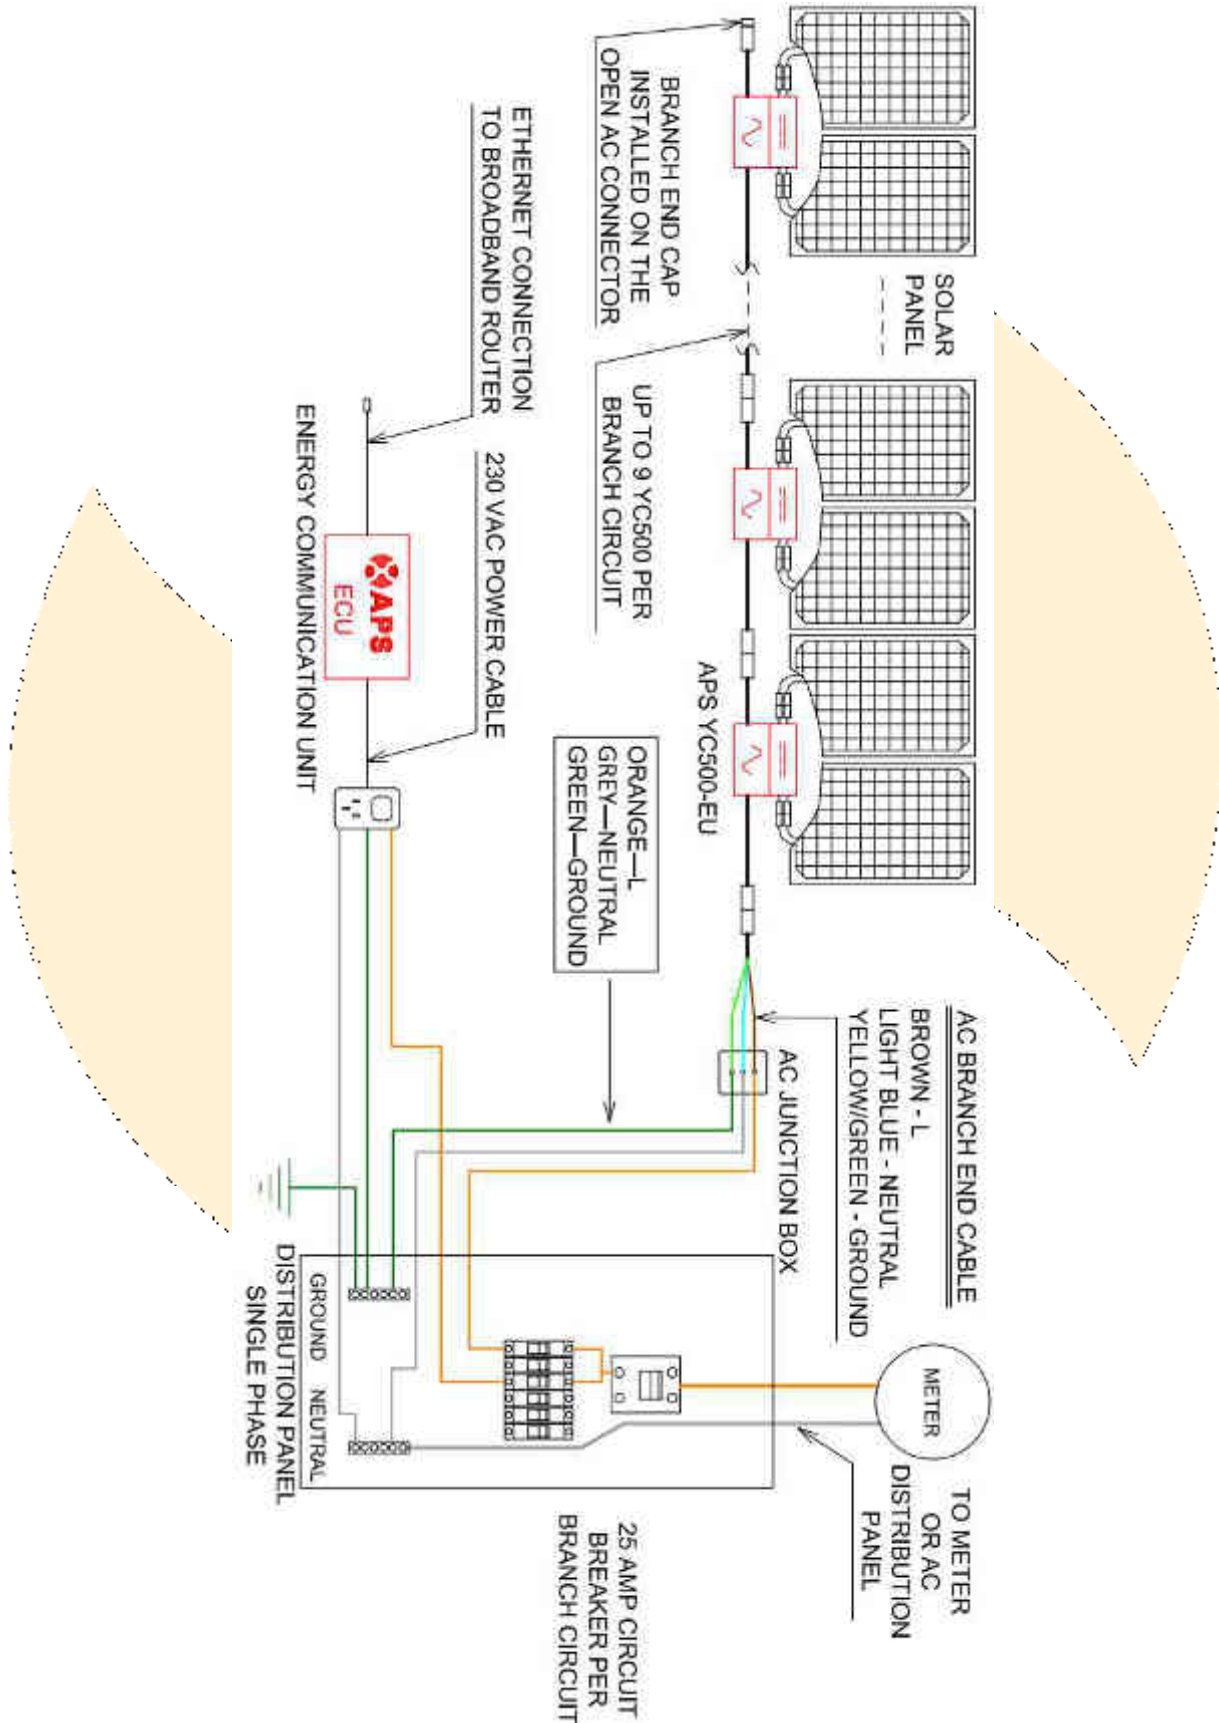 SOLAR
PANEL
BRANCH END CAP
INSTALLED ON THE
OPEN AC CONNECTOR
UP TO 9 YC500 PER
BRANCH CIRCUIT
APS YC500-EU
AC BRANCH END CABLE
BROWN - L
LIGHT BLUE - NEUTRAL
YELLOW/GREEN - GROUND
AC JUNCTION BOX
METER
TO METER
OR AC
DISTRIBUTION
PANEL
ORANGE—L
GREY—NEUTRAL
GREEN—GROUND
ETHERNET CONNECTION
TO BROADBAND ROUTER
230 VAC POWER CABLE
APS
ECU
ENERGY COMMUNICATION UNIT
25 AMP CIRCUIT
BREAKER PER
BRANCH CIRCUIT
GROUND NEUTRAL
DISTRIBUTION PANEL
SINGLE PHASE